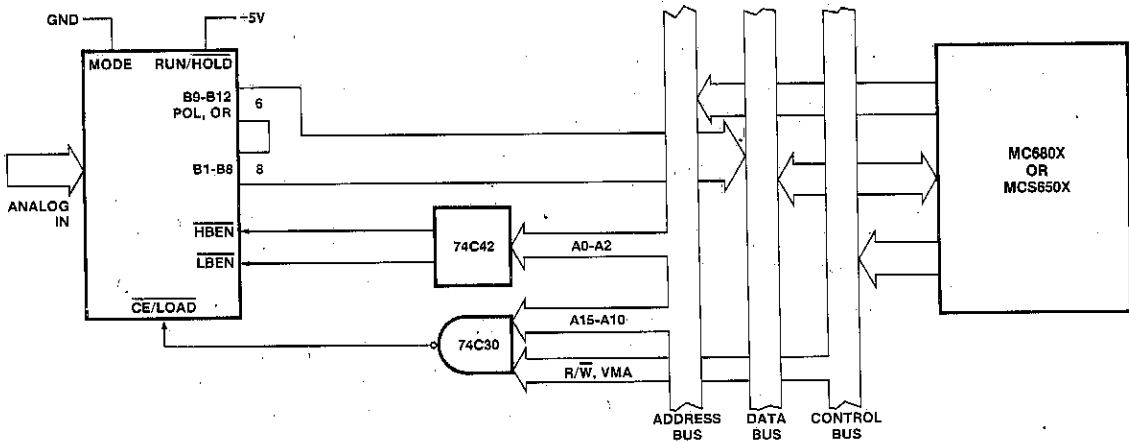 GND
-5V
MODE RUN/HOLD
B9-B12
POL, OR
6
B1-B8
8
ANALOG
IN
HBEN
LBEN
CE/LOAD
74C42
A0-A2
74C30
A15-A10
R/W, VMA
MC680X
OR
MCS650X
ADDRESS
BUS
DATA
BUS
CONTROL
BUS